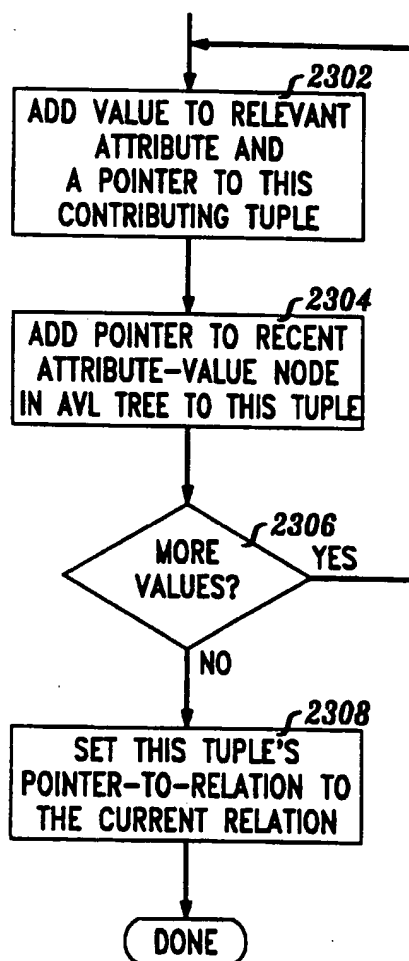 2302
ADD VALUE TO RELEVANT
ATTRIBUTE AND
A POINTER TO THIS
CONTRIBUTING TUPLE
2304
ADD POINTER TO RECENT
ATTRIBUTE-VALUE NODE
IN AVL TREE TO THIS TUPLE
2306
MORE
VALUES?
YES
NO
2308
SET THIS TUPLE'S
POINTER-TO-RELATION TO
THE CURRENT RELATION
DONE